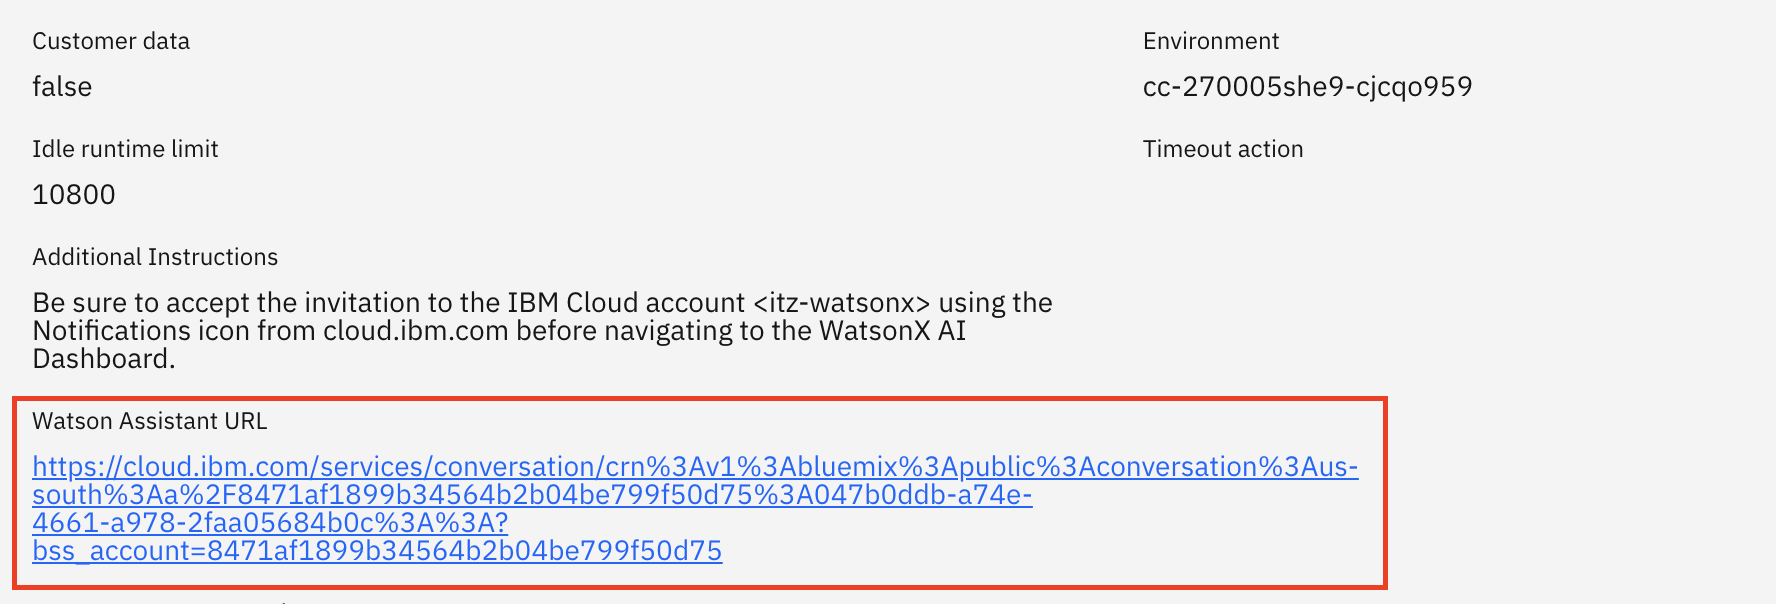 Customer data
Environment
false
cc-270005she9-cjcqo959
Idle runtime limit
Timeout action
10800
Additional Instructions
Be sure to accept the invitation to the IBM Cloud account <itz-watsonx> using the
Notifications icon from cloud.ibm.com before navigating to the WatsonX AI
Dashboard.
Watson Assistant URL
https://cloud.ibm.com/services/conversation/crn%3Av1%3Abluemix%3Apublic%3Aconversation%3Aus-
south%3Aa%2F8471af1899b34564b2b04be799f50d75%3A047b0ddb-a74e-
4661-a978-2faa05684b0c%3A%3A?
bss_account=8471af1899b34564b2b04be799f50d75